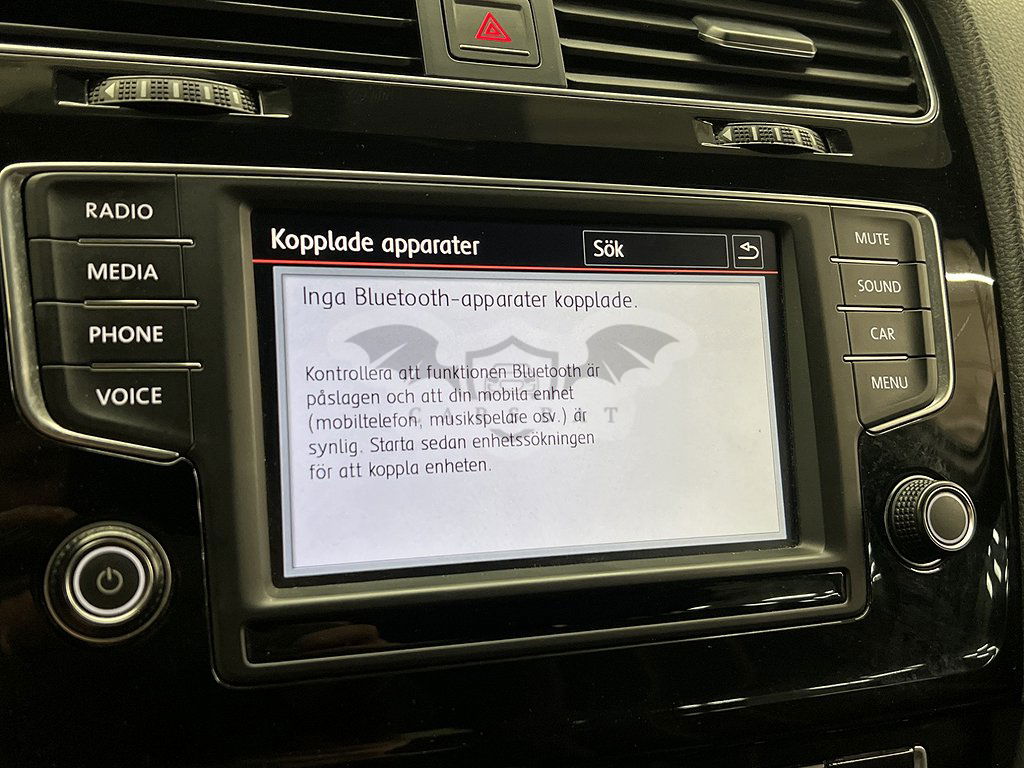 RADIO
MEDIA
PHONE
VOICE
Kopplade apparater
Sök
Inga Bluetooth-apparater kopplade.
Kontrollera att funktionen Bluetooth är
påslagen och att din mobila enhet
(mobiltelefon, musikspelare osv.) är
synlig. Starta sedan enhetssökningen
för att koppla enheten.
MUTE
SOUND
CAR
MENU